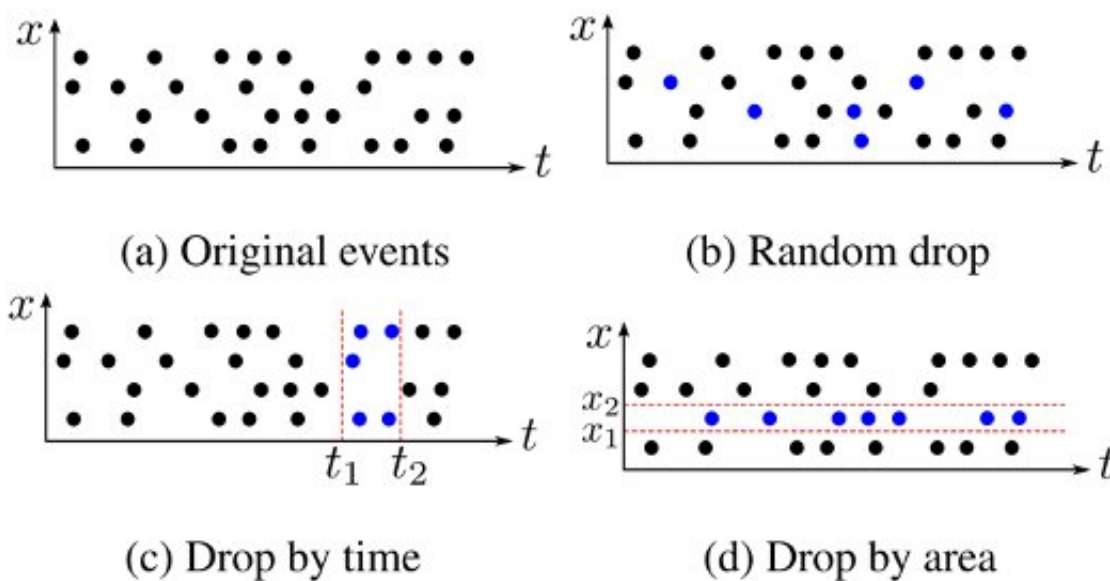 x
t
(a) Original events
x
t
(b) Random drop
x
t₁ t₂
t
(c) Drop by time
x
x₂
x₁
t
(d) Drop by area